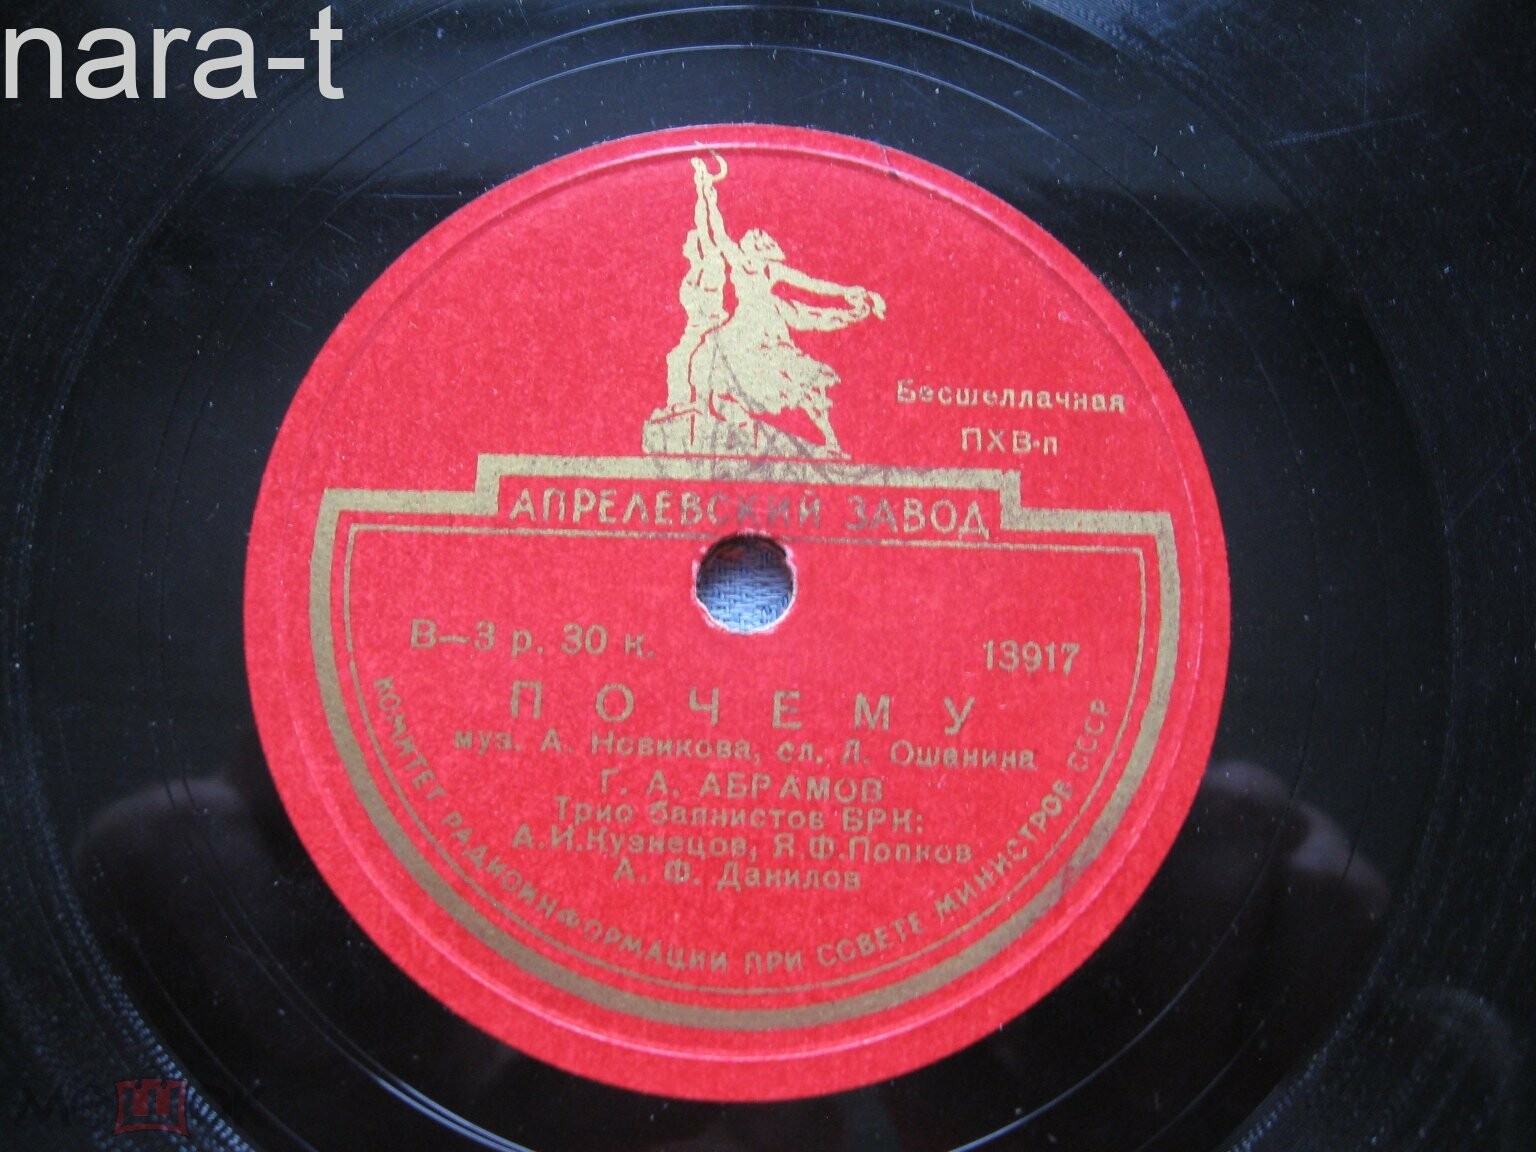 nara-t
Бесшеллачная
ПХВ-п
АПРЕЛЕВСКИЙ ЗАВОД
В—3 р. 30 к.
13917
ПОЧЕМУ
муз. А. Новикова, сл. Л. Ошанина
Г. А. АБРАМОВ
Трио баянистов ВРК:
А.И.Кузнецов, Я.Ф.Попков
А. Ф. Данилов
КОМИТЕТ РАДИОИНФОРМАЦИИ ПРИ СОВЕТЕ МИНИСТРОВ СССР